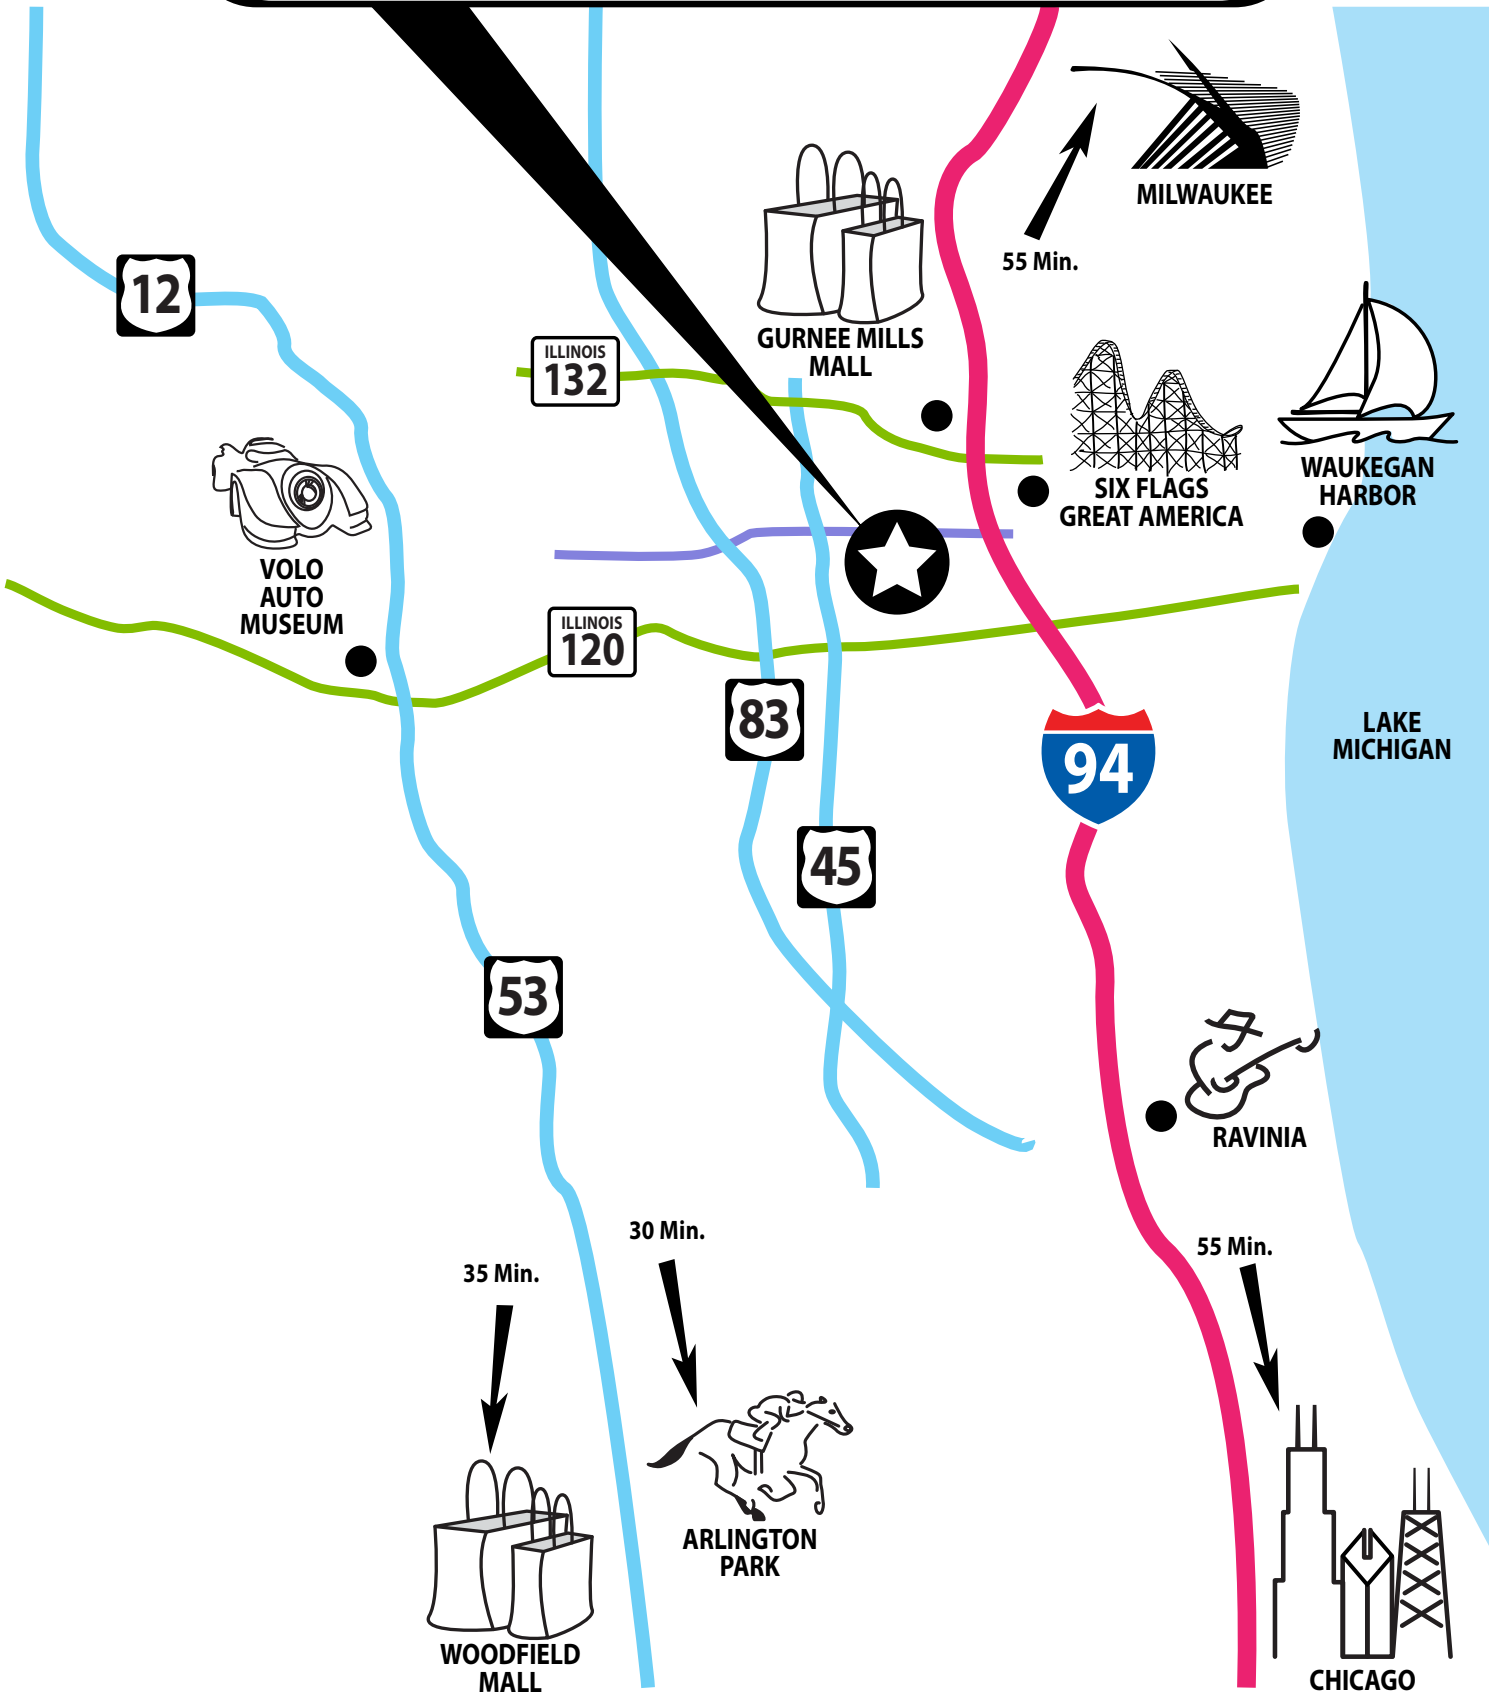 MILWAUKEE
55 Min.
12
GURNEE MILLS
MALL
ILLINOIS
132
WAUKEGAN
HARBOR
SIX FLAGS
GREAT AMERICA
VOLO
AUTO
MUSEUM
ILLINOIS
120
83
LAKE
MICHIGAN
94
45
53
RAVINIA
30 Min.
55 Min.
35 Min.
ARLINGTON
PARK
WOODFIELD
MALL
CHICAGO